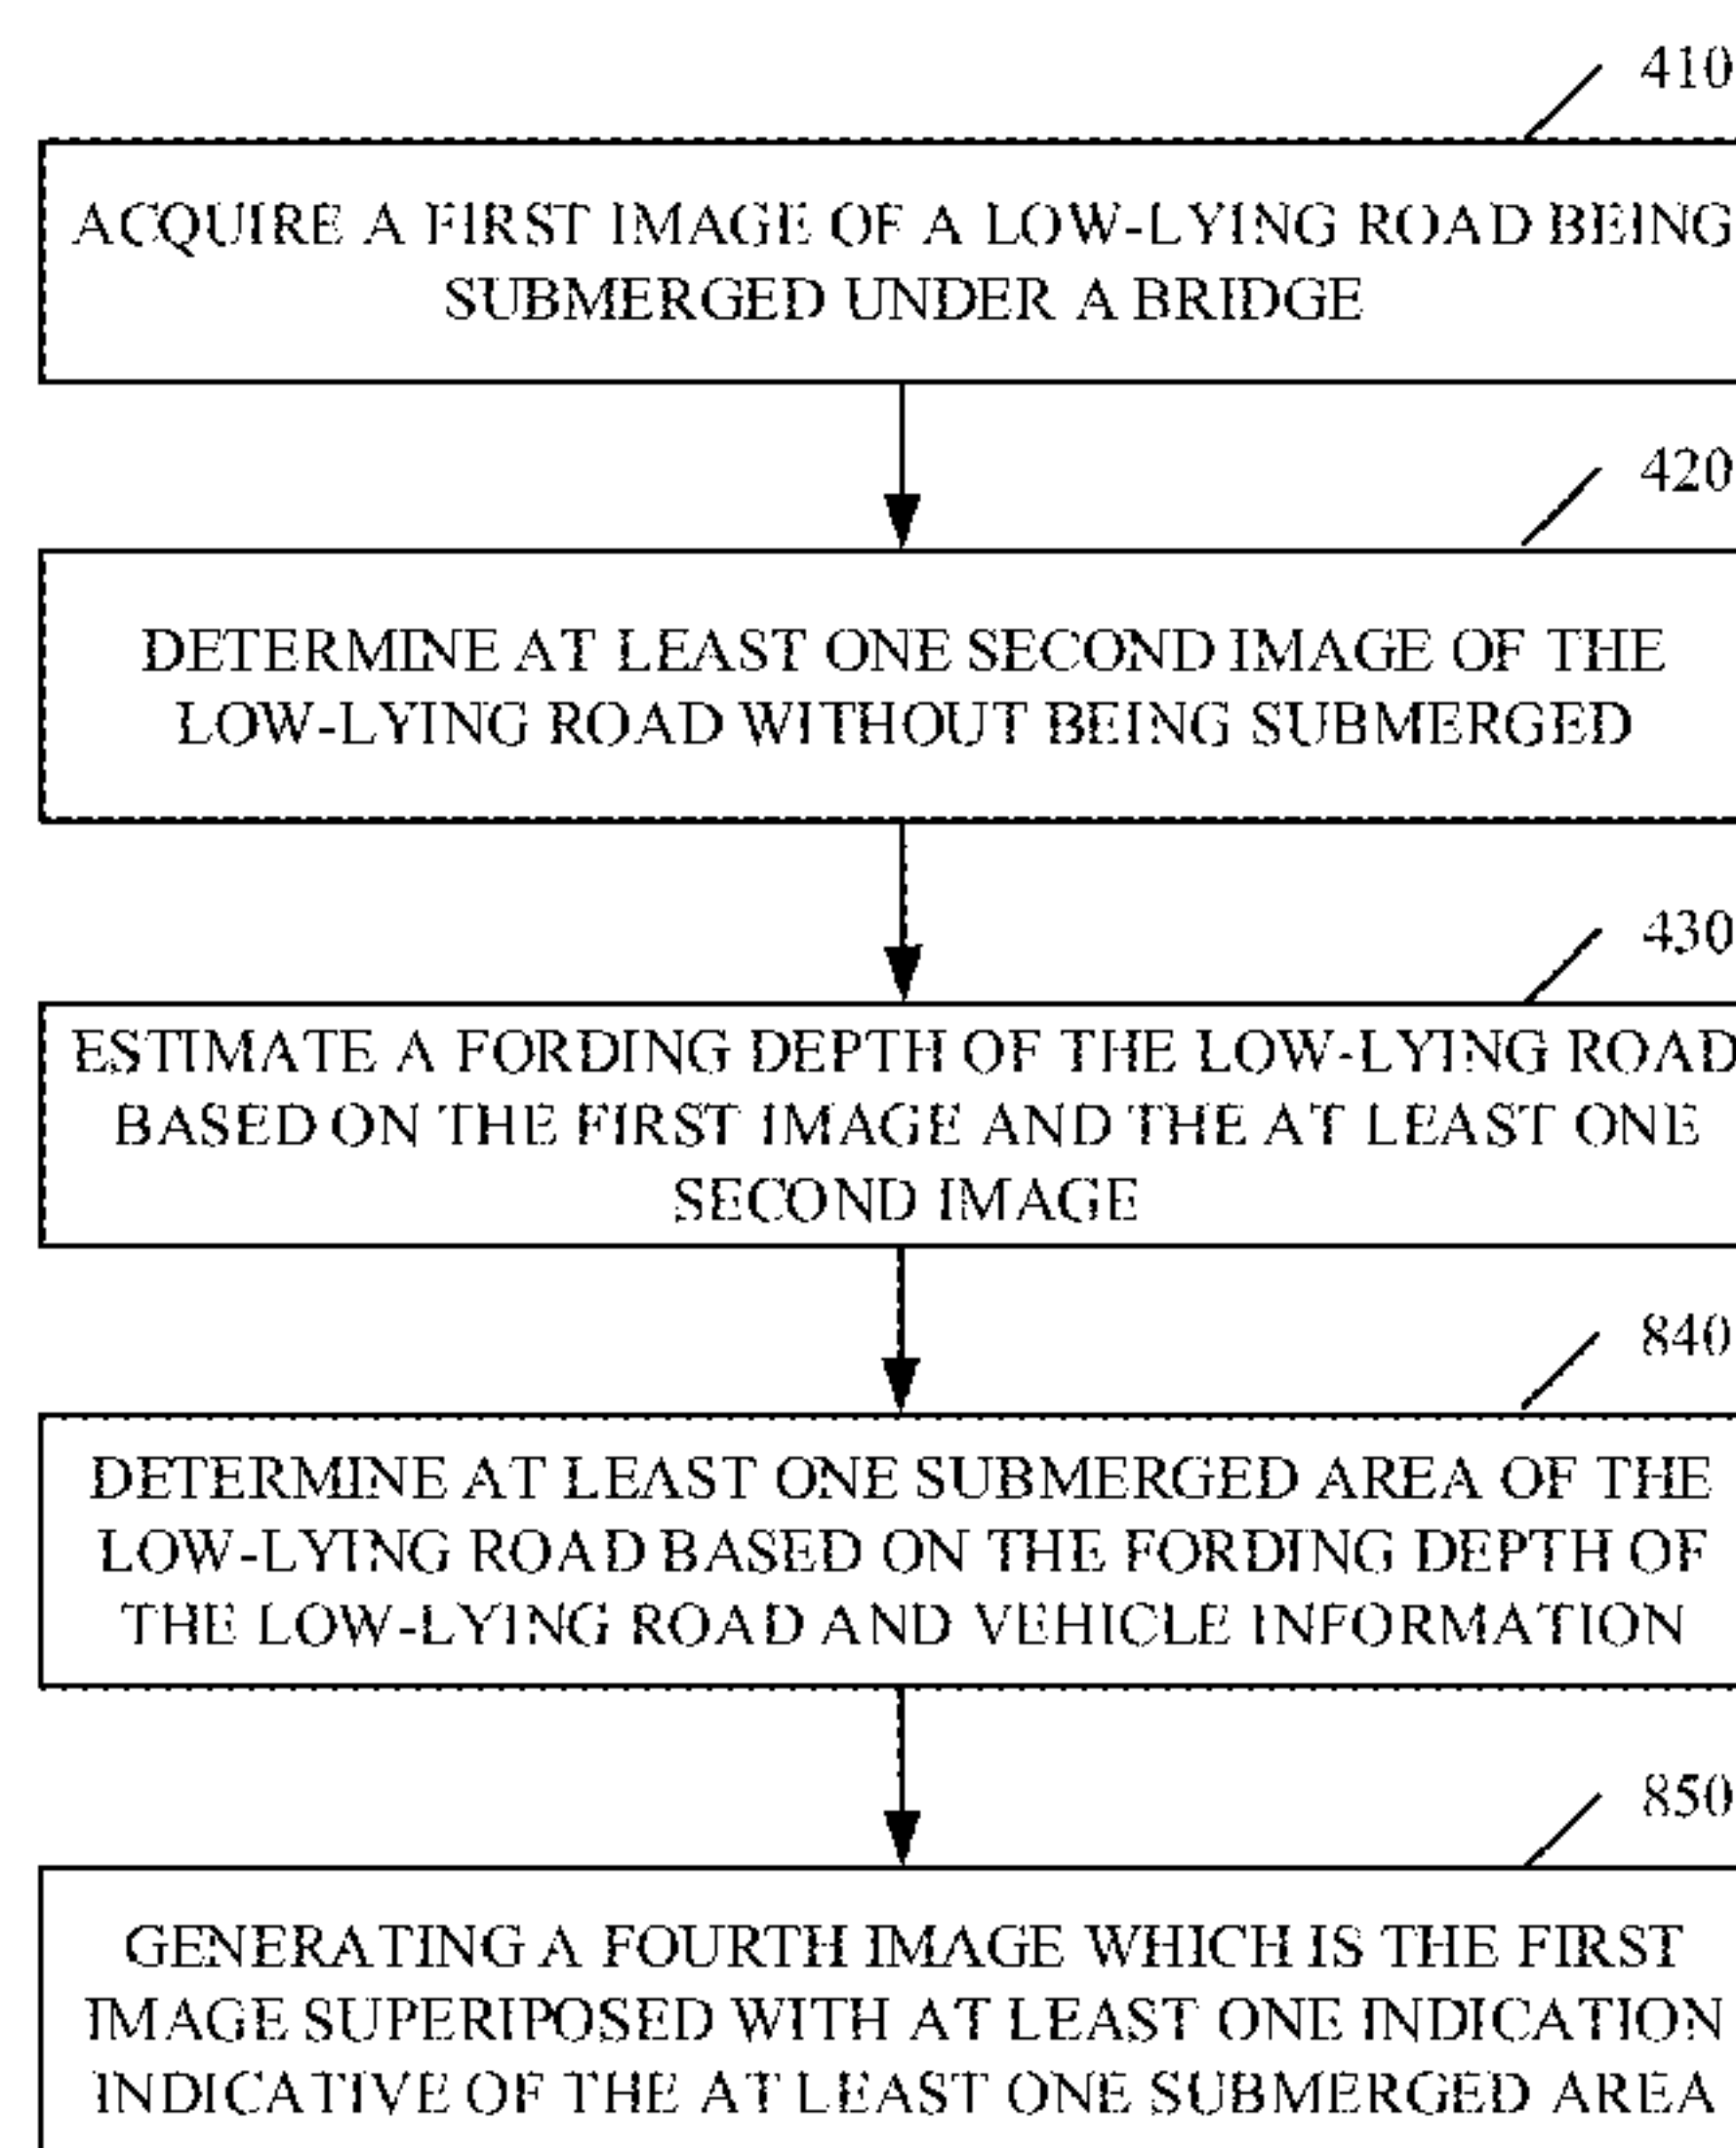 410
ACQUIRE A FIRST IMAGE OF A LOW-LYING ROAD BEING
SUBMERGED UNDER A BRIDGE
420
DETERMINE AT LEAST ONE SECOND IMAGE OF THE
LOW-LYING ROAD WITHOUT BEING SUBMERGED
430
ESTIMATE A FORDING DEPTH OF THE LOW-LYING ROAD
BASED ON THE FIRST IMAGE AND THE AT LEAST ONE
SECOND IMAGE
840
DETERMINE AT LEAST ONE SUBMERGED AREA OF THE
LOW-LYING ROAD BASED ON THE FORDING DEPTH OF
THE LOW-LYING ROAD AND VEHICLE INFORMATION
850
GENERATING A FOURTH IMAGE WHICH IS THE FIRST
IMAGE SUPERIPOSED WITH AT LEAST ONE INDICATION
INDICATIVE OF THE AT LEAST ONE SUBMERGED AREA